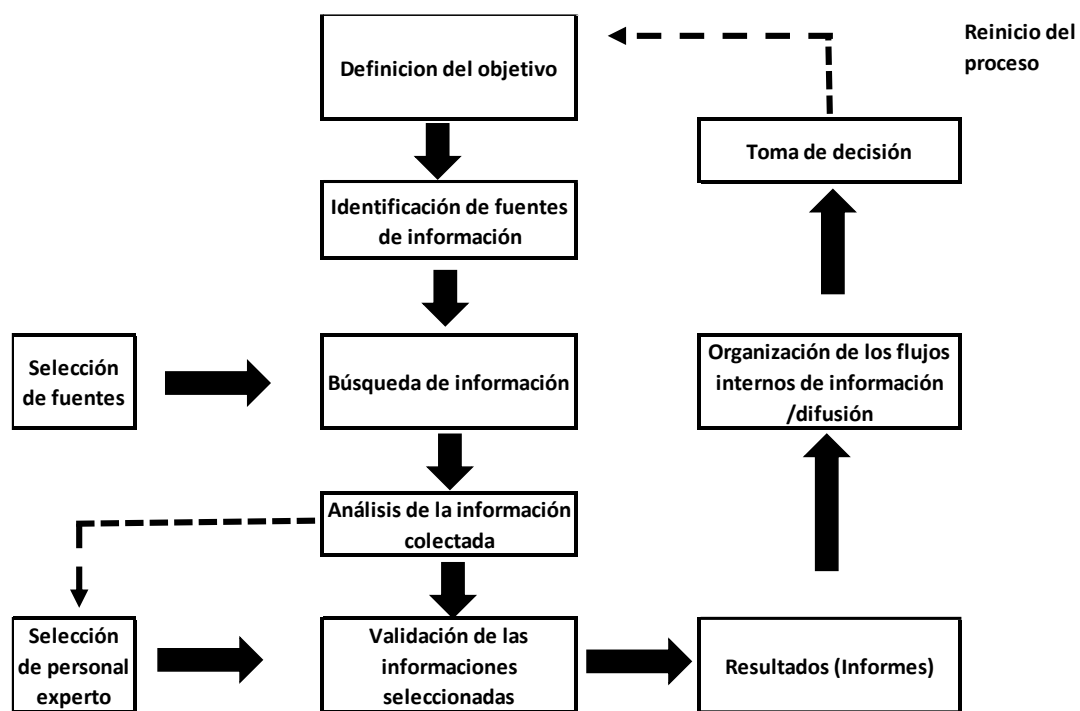 Definicion del objetivo
Reinicio del
proceso
Toma de decisión
Identificación de fuentes
de información
Selección
de fuentes
Búsqueda de información
Organización de los flujos
internos de información
/difusión
Análisis de la información
colectada
Selección
de personal
experto
Validación de las
informaciones
seleccionadas
Resultados (Informes)